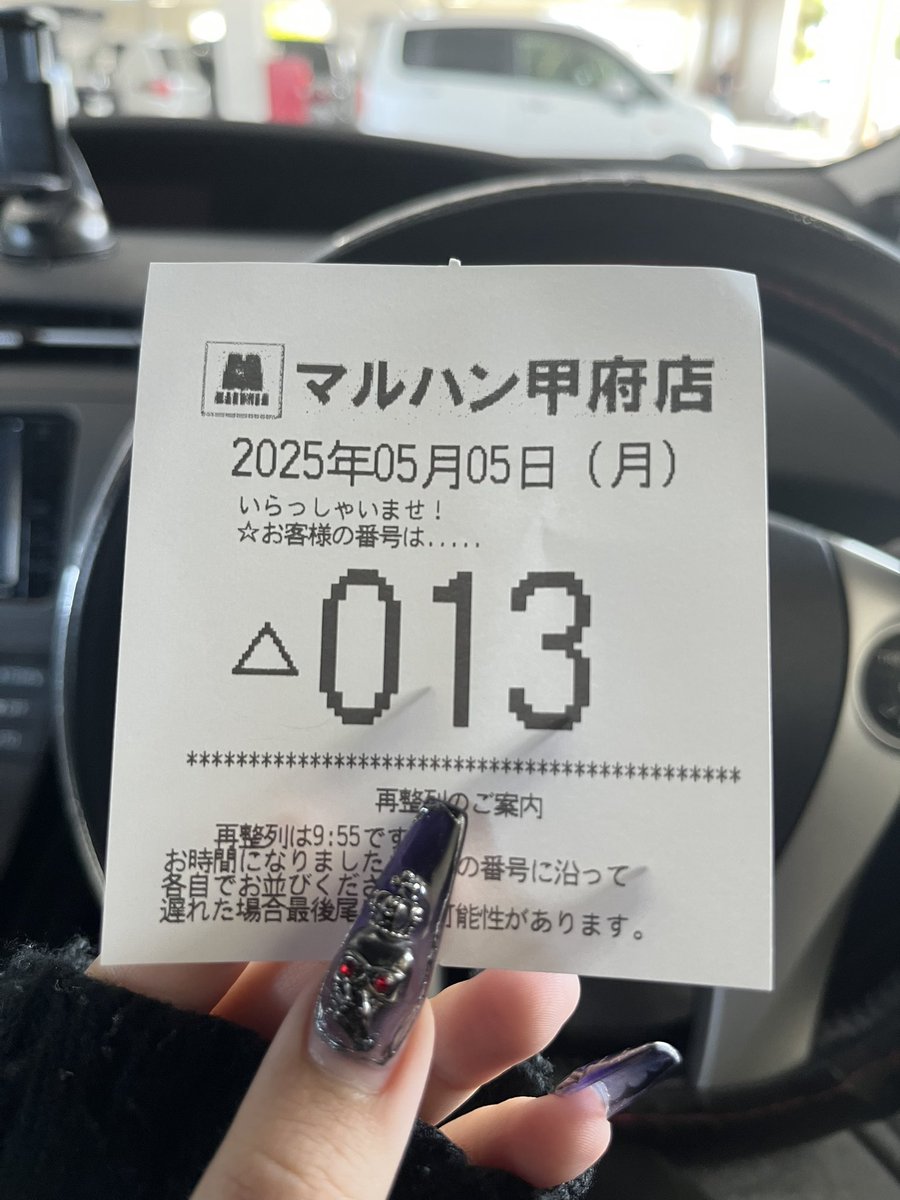 マルハン甲府店
2025年05月05日（月）
いらっしゃいませ！
☆お客様の番号は.....
△013
*********************************************
再整列のご案内
再整列は9:55です
お時間になりました の番号に沿って
各自でお並びくださ
遅れた場合最後尾 可能性があります。